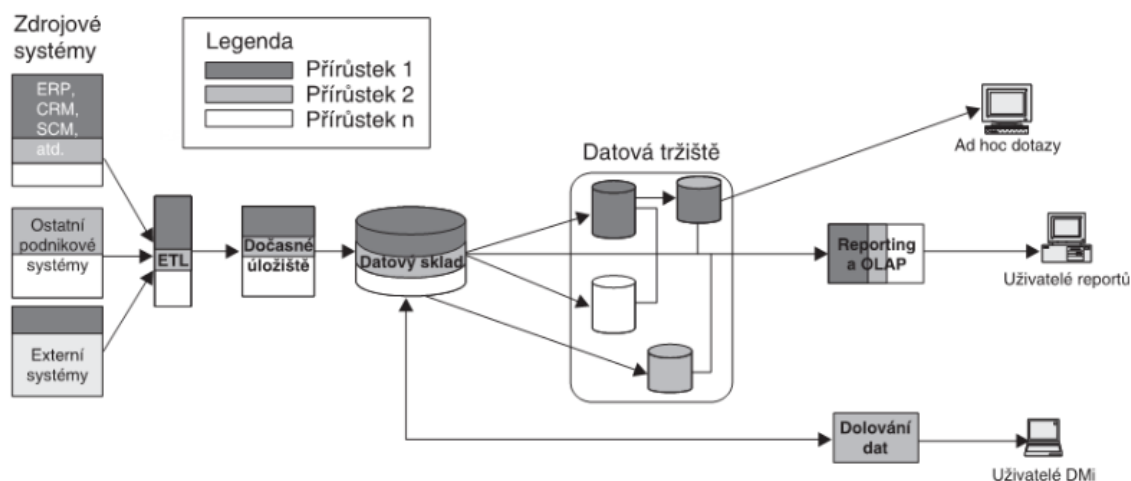 Zdrojové
systémy
Legenda
Přírůstek 1
Přírůstek 2
Přírůstek n
ERP,
CRM,
SCM,
atd.
Ostatní
podnikové
systémy
Externí
systémy
ETL
Dočasné
úložiště
Datový sklad
Datová tržiště
Ad hoc dotazy
Reporting
a OLAP
Uživatelé reportů
Dolování
dat
Uživatelé DMi